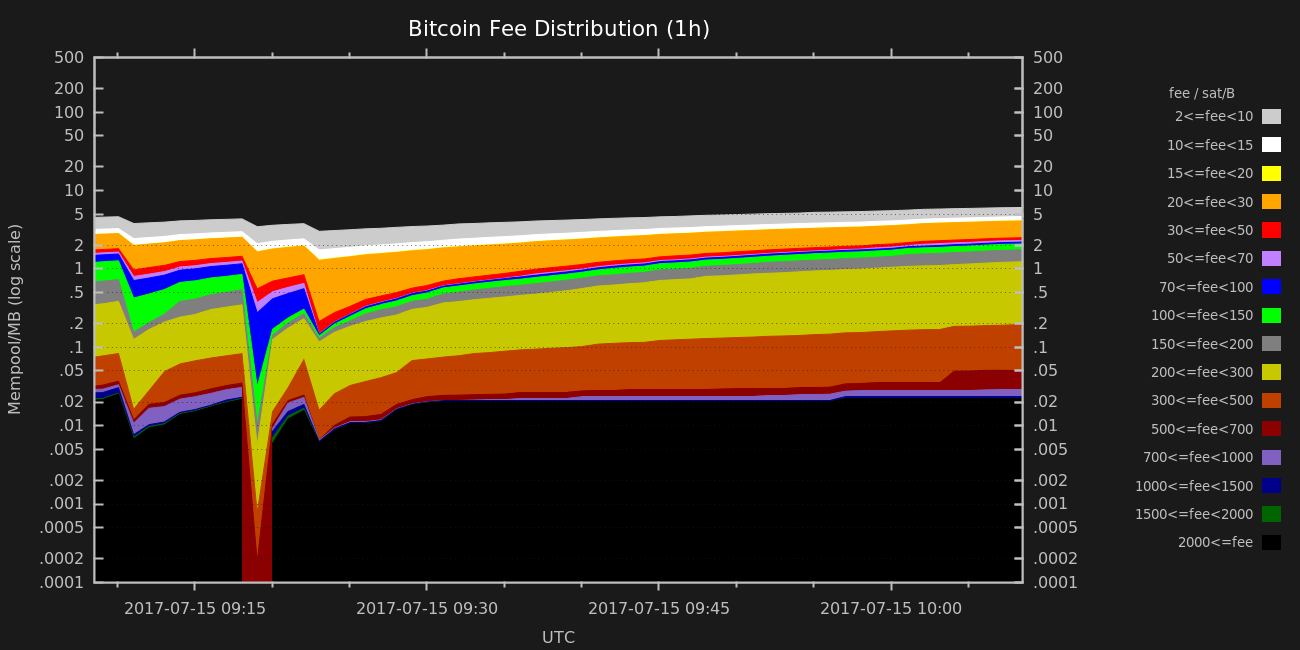 Bitcoin Fee Distribution (1h)
Mempool/MB (log scale)
500
200
100
50
20
10
5
2
1
.5
.2
.1
.05
.02
.01
.005
.002
.001
.0005
.0002
.0001
500
200
100
50
20
10
5
2
1
.5
.2
.1
.05
.02
.01
.005
.002
.001
.0005
.0002
.0001
2017-07-15 09:15 2017-07-15 09:30 2017-07-15 09:45 2017-07-15 10:00
UTC
fee / sat/B
2<=fee<10
10<=fee<15
15<=fee<20
20<=fee<30
30<=fee<50
50<=fee<70
70<=fee<100
100<=fee<150
150<=fee<200
200<=fee<300
300<=fee<500
500<=fee<700
700<=fee<1000
1000<=fee<1500
1500<=fee<2000
2000<=fee